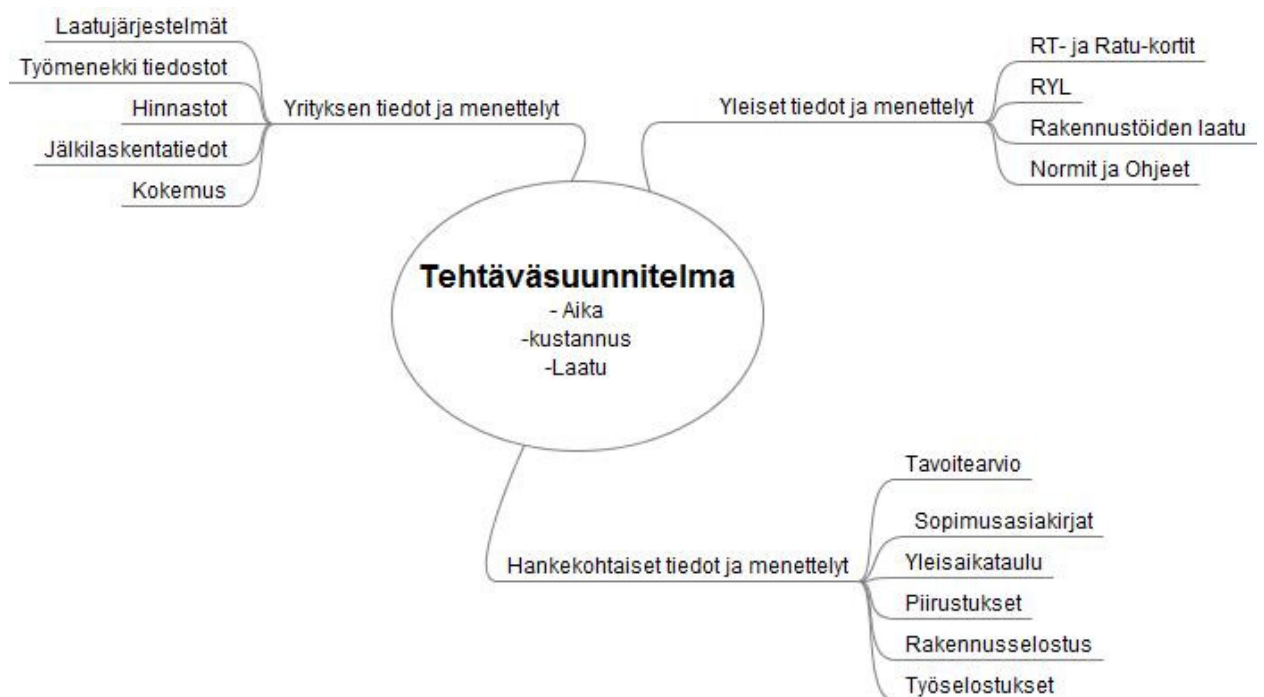 Laatujärjestelmät
Työmenekki tiedostot
Hinnastot
Jälkilaskentatiedot
Kokemus
Yrityksen tiedot ja menettelyt
Yleiset tiedot ja menettelyt
RT- ja Ratu-kortit
RYL
Rakennustöiden laatu
Normit ja Ohjeet
Tehtäväsuunnitelma
- Aika
-kustannus
-Laatu
Hankekohtaiset tiedot ja menettelyt
Tavoitearvio
Sopimusasiakirjat
Yleisaikataulu
Piirustukset
Rakennusselostus
Työselostukset